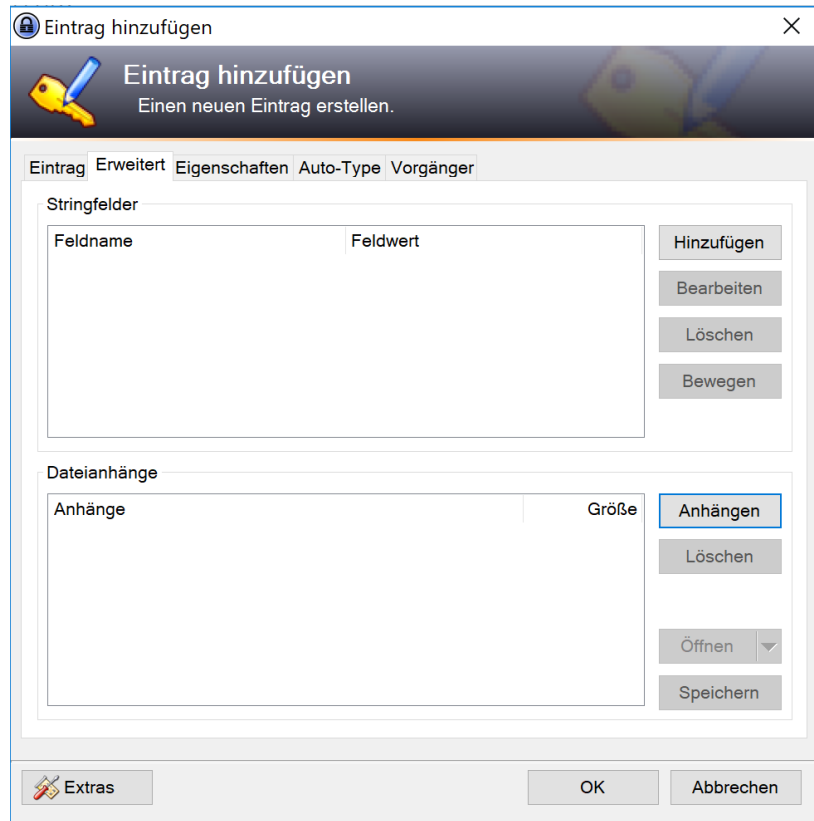 Eintrag hinzufügen
Eintrag hinzufügen
Einen neuen Eintrag erstellen.
Eintrag Erweitert Eigenschaften Auto-Type Vorgänger
Stringfelder
Feldname Feldwert
Hinzufügen
Bearbeiten
Löschen
Bewegen
Dateianhänge
Anhänge Größe
Anhängen
Löschen
Öffnen
Speichern
Extras OK Abbrechen